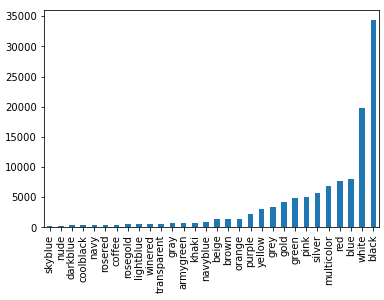 35000
30000
25000
20000
15000
10000
5000
0
skyblue
nude
darkblue
coolblack
navy
rosered
coffee
rosegold
lightblue
winered
transparent
gray
armygreen
khaki
navyblue
beige
brown
orange
purple
yellow
grey
gold
green
pink
silver
multicolor
red
blue
white
black